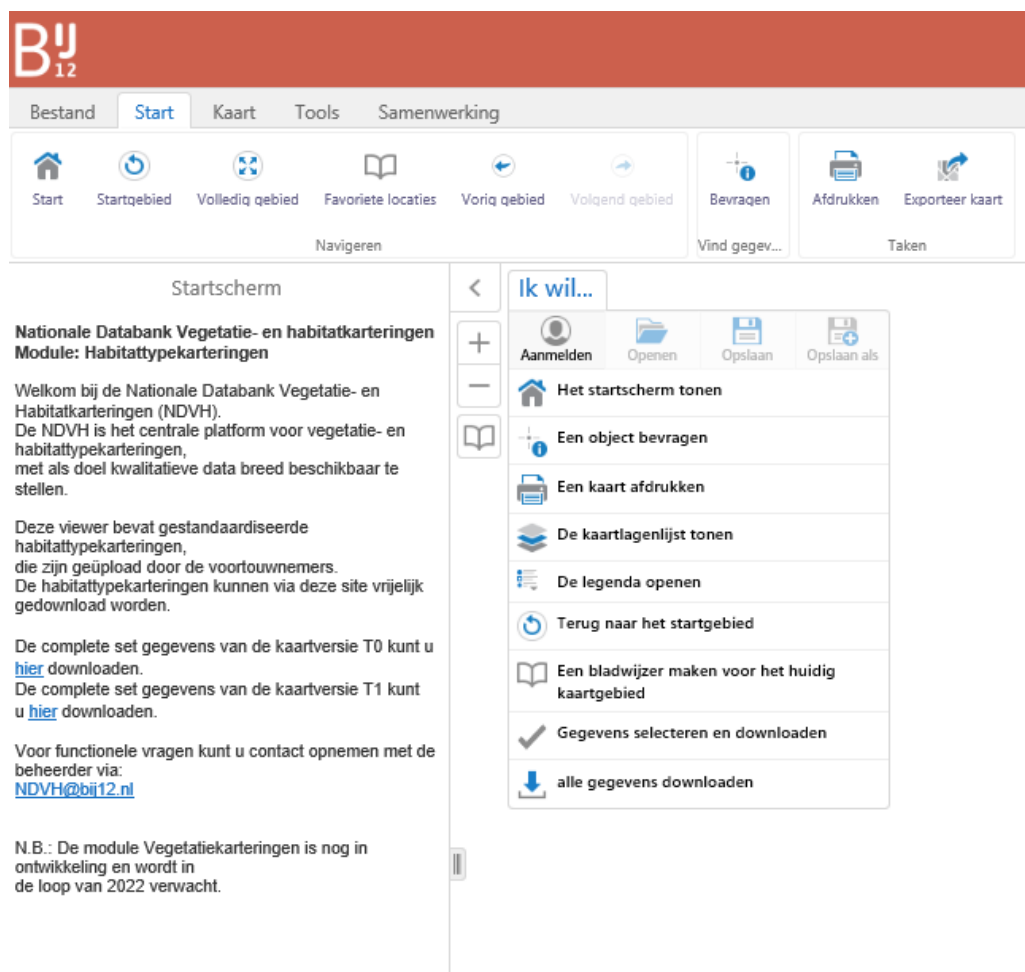 BIJ
12
Bestand Start Kaart Tools Samenwerking
Start Startgebied Volledig gebied Favoriete locaties Vorig gebied Volgend gebied Bevragen Afdrukken Exporteer kaart
Navigeren Vind gegev... Taken
Startscherm
Nationale Databank Vegetatie- en habitatkarteringen
Module: Habitattypekarteringen
Welkom bij de Nationale Databank Vegetatie- en
Habitatkarteringen (NDVH).
De NDVH is het centrale platform voor vegetatie- en
habitattypekarteringen,
met als doel kwalitatieve data breed beschikbaar te
stellen.
Deze viewer bevat gestandaardiseerde
habitattypekarteringen,
die zijn geüpload door de voortouwnemers.
De habitattypekarteringen kunnen via deze site vrijelijk
gedownload worden.
De complete set gegevens van de kaartversie T0 kunt u
hier downloaden.
De complete set gegevens van de kaartversie T1 kunt
u hier downloaden.
Voor functionele vragen kunt u contact opnemen met de
beheerder via:
NDVH@bij12.nl
N.B.: De module Vegetatiekarteringen is nog in
ontwikkeling en wordt in
de loop van 2022 verwacht.
Ik wil...
Aanmelden Openen Opslaan Opslaan als
Het startscherm tonen
Een object bevragen
Een kaart afdrukken
De kaartlagenlijst tonen
De legenda openen
Terug naar het startgebied
Een bladwijzer maken voor het huidig
kaartgebied
Gegevens selecteren en downloaden
alle gegevens downloaden